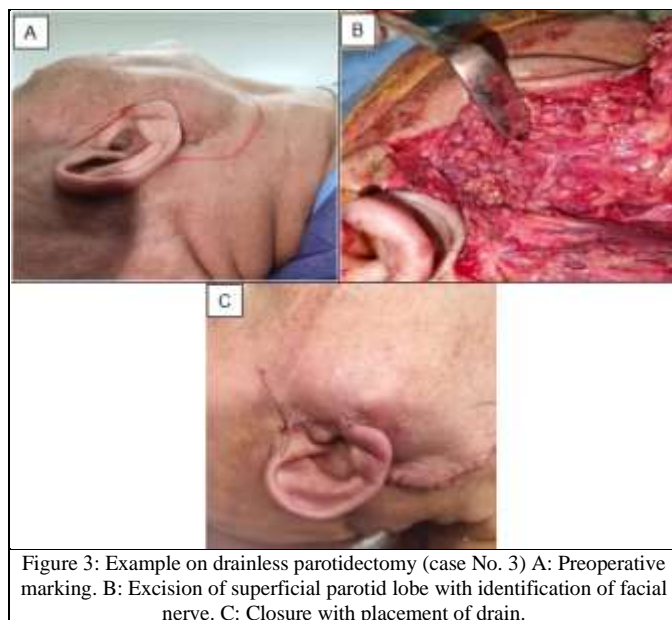 A
B
C
Figure 3: Example on drainless parotidectomy (case No. 3) A: Preoperative
marking. B: Excision of superficial parotid lobe with identification of facial
nerve. C: Closure with placement of drain.